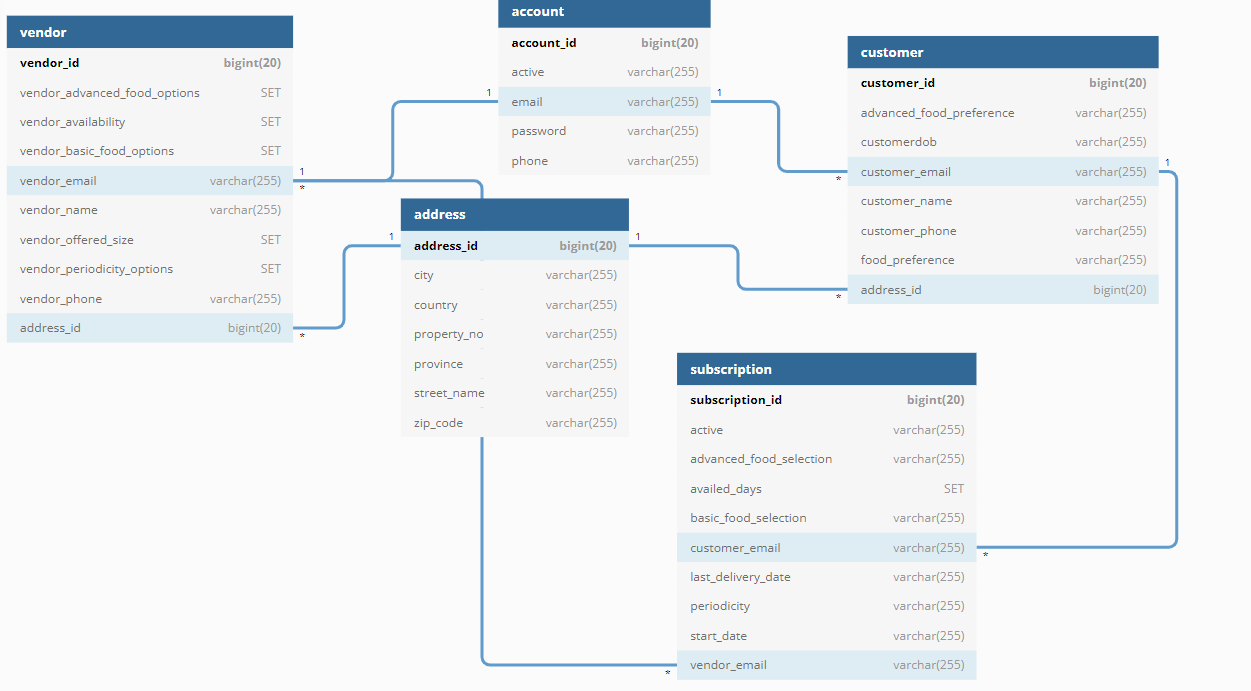 vendor
vendor_id bigint(20)
vendor_advanced_food_options SET
vendor_availability SET
vendor_basic_food_options SET
vendor_email varchar(255)
vendor_name varchar(255)
vendor_offered_size SET
vendor_periodicity_options SET
vendor_phone varchar(255)
address_id bigint(20)
1
*
*
account
account_id bigint(20)
active varchar(255)
1 email varchar(255) 1
password varchar(255)
phone varchar(255)
address
1 address_id bigint(20) 1
city varchar(255)
country varchar(255)
property_no varchar(255)
province varchar(255)
street_name varchar(255)
zip_code varchar(255)
customer
customer_id bigint(20)
advanced_food_preference varchar(255)
customerdob varchar(255)
* customer_email varchar(255) 1
customer_name varchar(255)
customer_phone varchar(255)
food_preference varchar(255)
* address_id bigint(20)
subscription
subscription_id bigint(20)
active varchar(255)
advanced_food_selection varchar(255)
availed_days SET
basic_food_selection varchar(255)
customer_email varchar(255) *
last_delivery_date varchar(255)
periodicity varchar(255)
start_date varchar(255)
* vendor_email varchar(255)